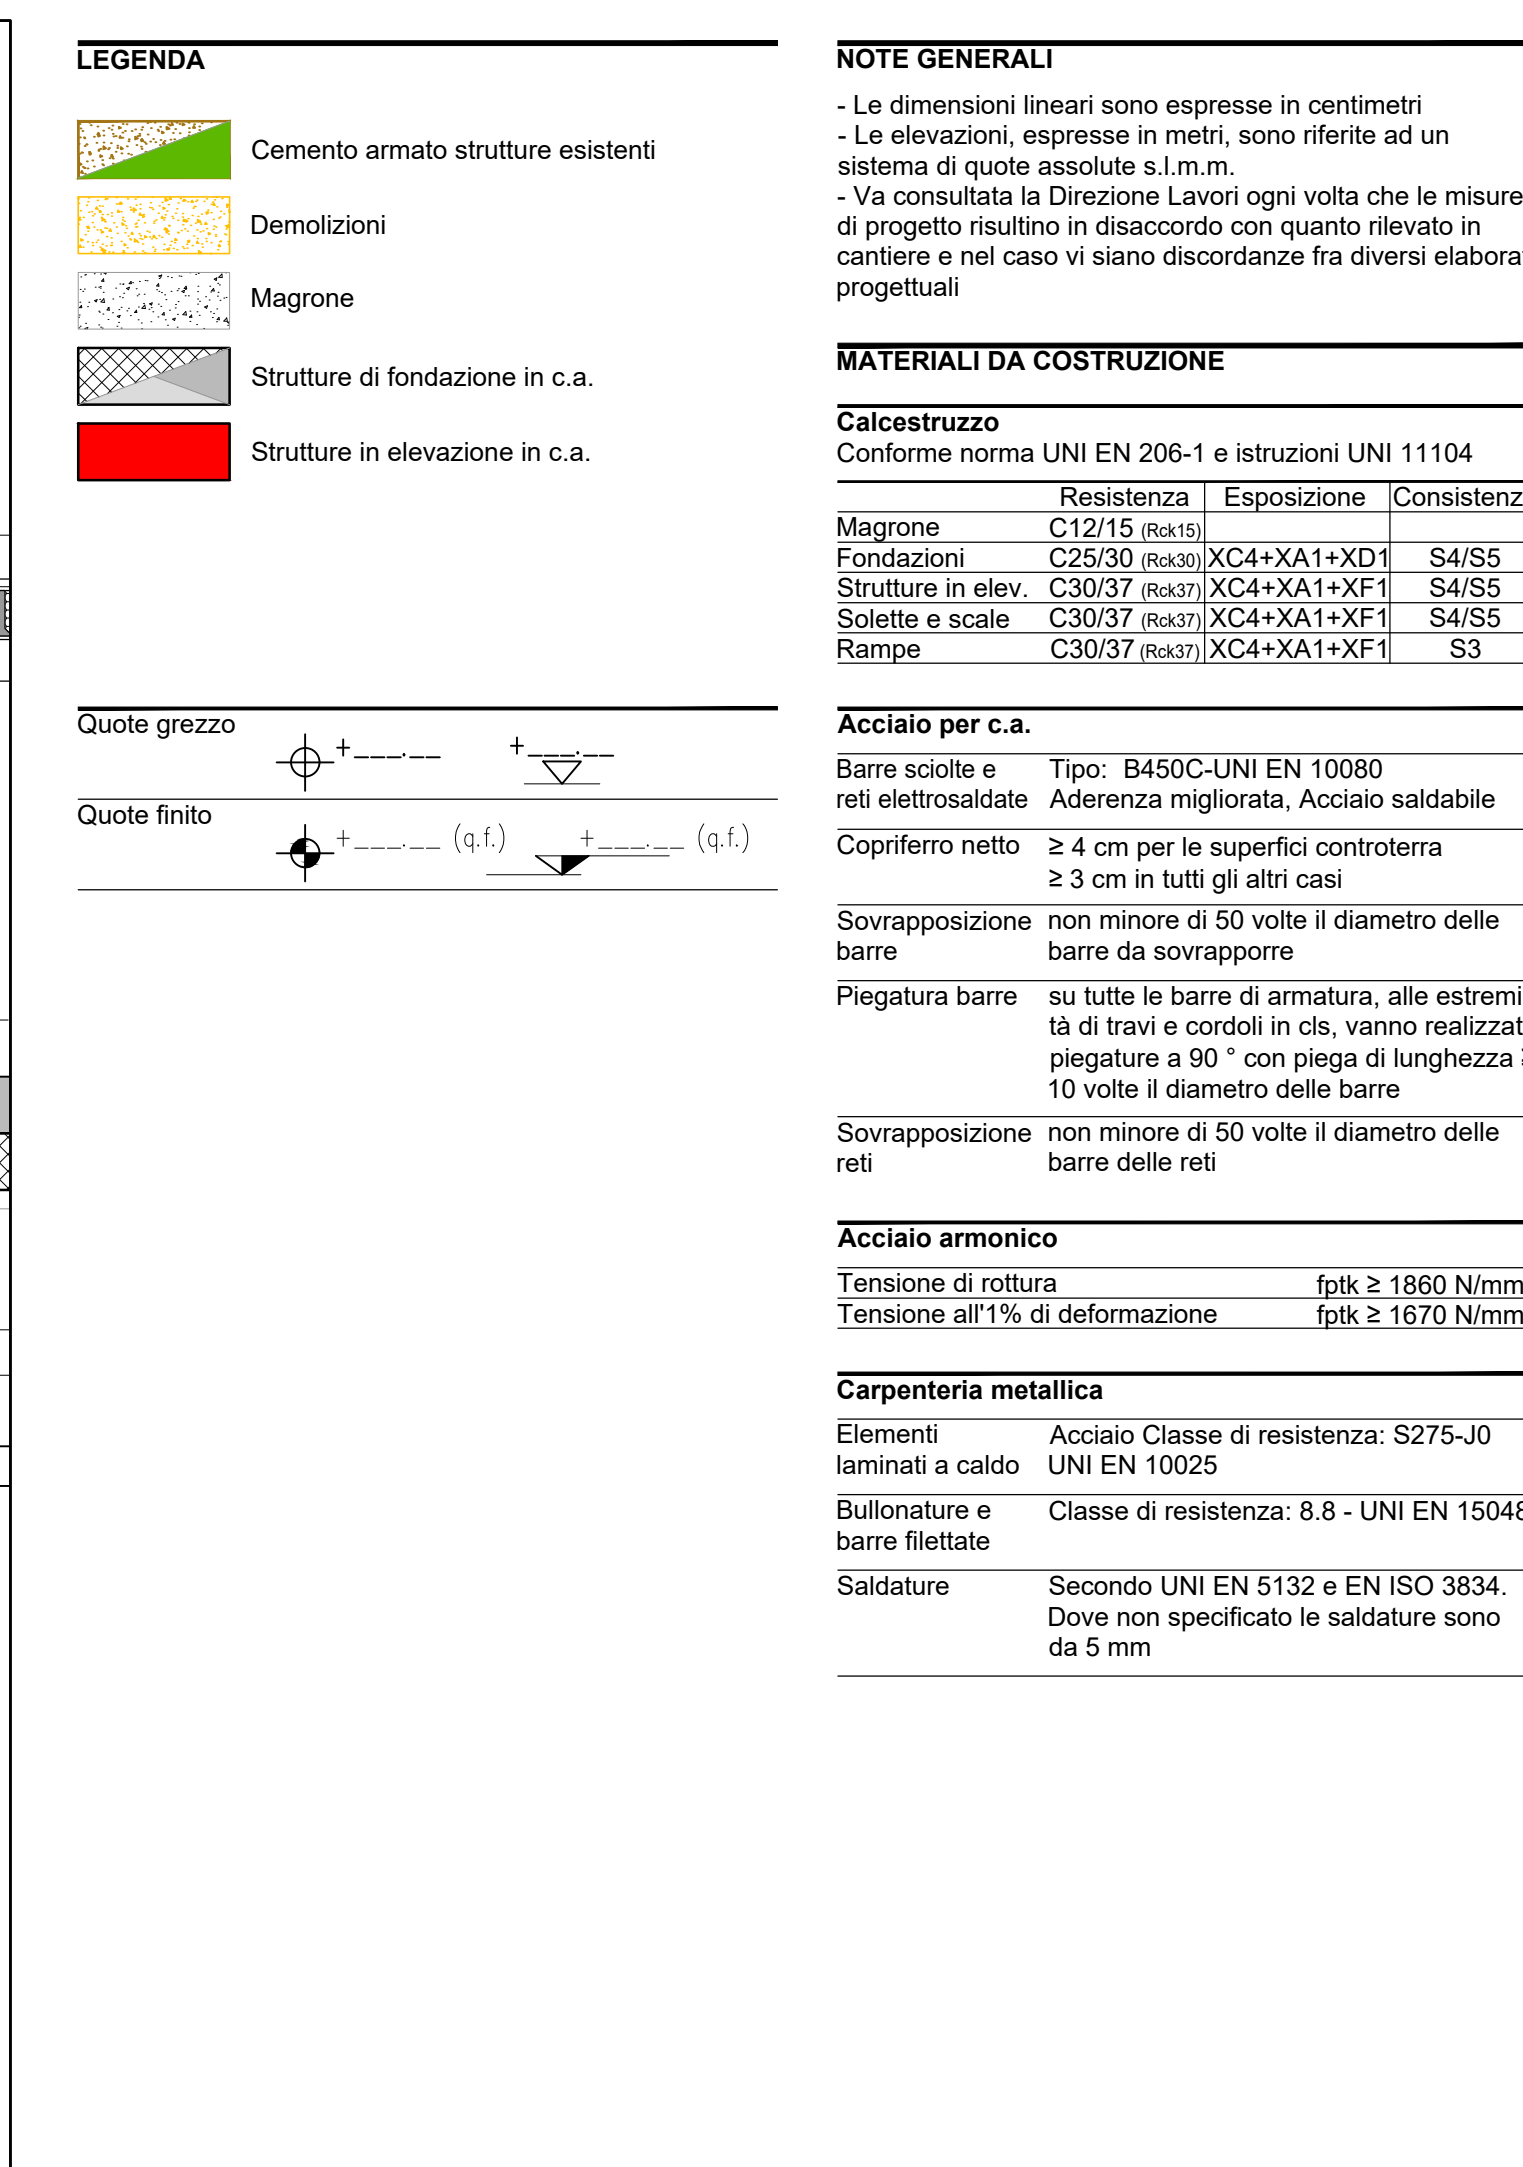 LEGENDA
Cemento armato strutture esistenti
Demolizioni
Magrone
Strutture di fondazione in c.a.
Strutture in elevazione in c.a.
Quote grezzo
+___.__ +___.__
Quote finito
+___.__ (q.f.) +___.__ (q.f.)
NOTE GENERALI
- Le dimensioni lineari sono espresse in centimetri
- Le elevazioni, espresse in metri, sono riferite ad un
sistema di quote assolute s.l.m.m.
- Va consultata la Direzione Lavori ogni volta che le misure
di progetto risultino in disaccordo con quanto rilevato in
cantiere e nel caso vi siano discordanze fra diversi elabora
progettuali
MATERIALI DA COSTRUZIONE
Calcestruzzo
Conforme norma UNI EN 206-1 e istruzioni UNI 11104
Resistenza Esposizione Consistenz
Magrone C12/15 (Rck15)
Fondazioni C25/30 (Rck30) XC4+XA1+XD1 S4/S5
Strutture in elev. C30/37 (Rck37) XC4+XA1+XF1 S4/S5
Solette e scale C30/37 (Rck37) XC4+XA1+XF1 S4/S5
Rampe C30/37 (Rck37) XC4+XA1+XF1 S3
Acciaio per c.a.
Barre sciolte e Tipo: B450C-UNI EN 10080
reti elettrosaldate Aderenza migliorata, Acciaio saldabile
Copriferro netto ≥ 4 cm per le superfici controterra
≥ 3 cm in tutti gli altri casi
Sovrapposizione non minore di 50 volte il diametro delle
barre barre da sovrapporre
Piegatura barre su tutte le barre di armatura, alle estremi
tà di travi e cordoli in cls, vanno realizzat
piegature a 90 ° con piega di lunghezza ≥
10 volte il diametro delle barre
Sovrapposizione non minore di 50 volte il diametro delle
reti barre delle reti
Acciaio armonico
Tensione di rottura fptk ≥ 1860 N/mm
Tensione all'1% di deformazione fptk ≥ 1670 N/mm
Carpenteria metallica
Elementi Acciaio Classe di resistenza: S275-J0
laminati a caldo UNI EN 10025
Bullonature e Classe di resistenza: 8.8 - UNI EN 15048
barre filettate
Saldature Secondo UNI EN 5132 e EN ISO 3834.
Dove non specificato le saldature sono
da 5 mm